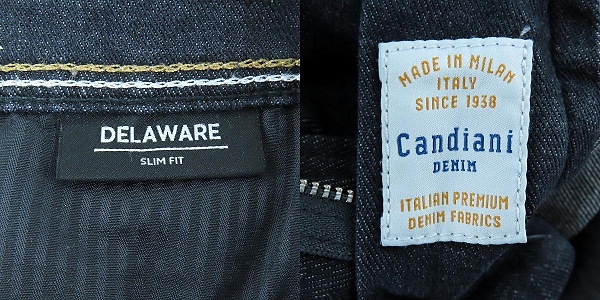 DELAWARE
SLIM FIT
MADE IN MILAN
ITALY
SINCE 1938
Candiani
DENIM
ITALIAN PREMIUM
DENIM FABRICS